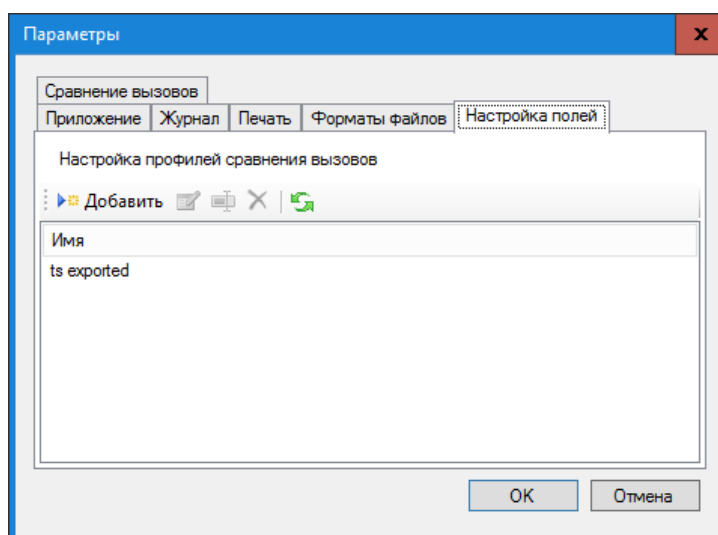 Параметры
x
Сравнение вызовов
Приложение Журнал Печать Форматы файлов Настройка полей
Настройка профилей сравнения вызовов
Добавить
Имя
ts exported
OK Отмена